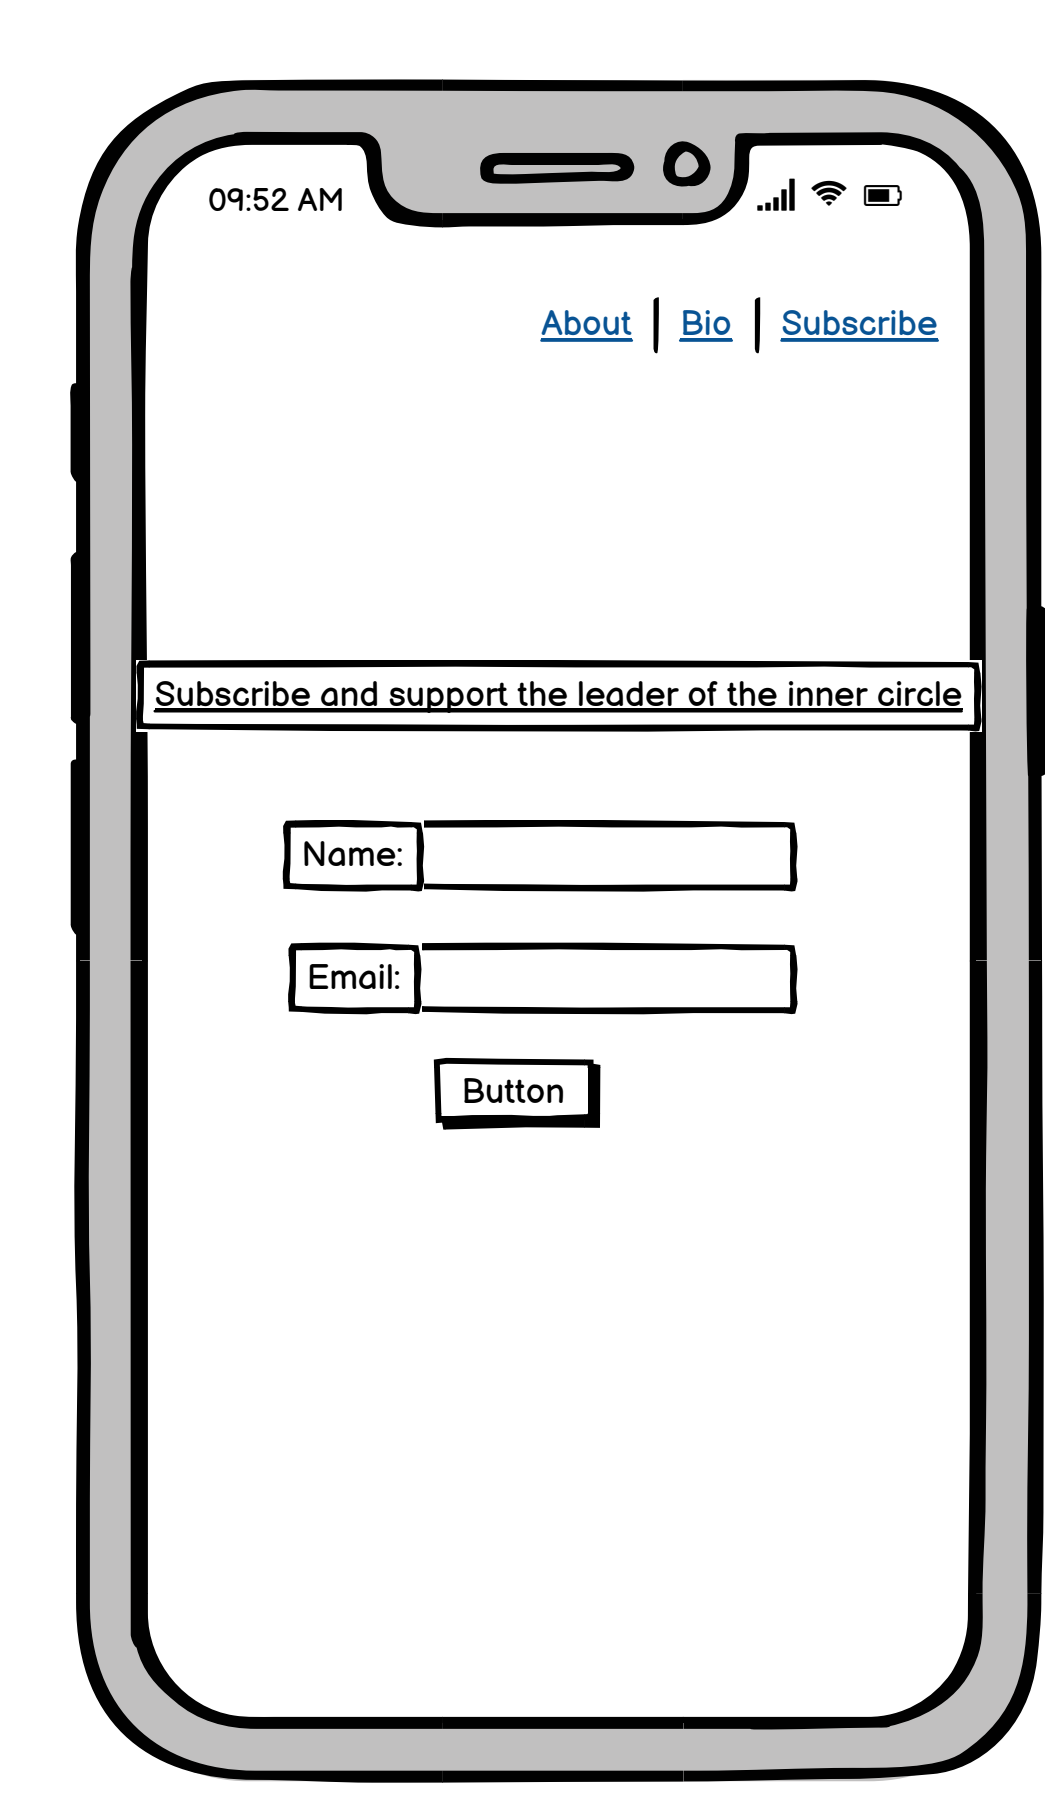 09:52 AM
About | Bio | Subscribe
Subscribe and support the leader of the inner circle
Name:
Email:
Button